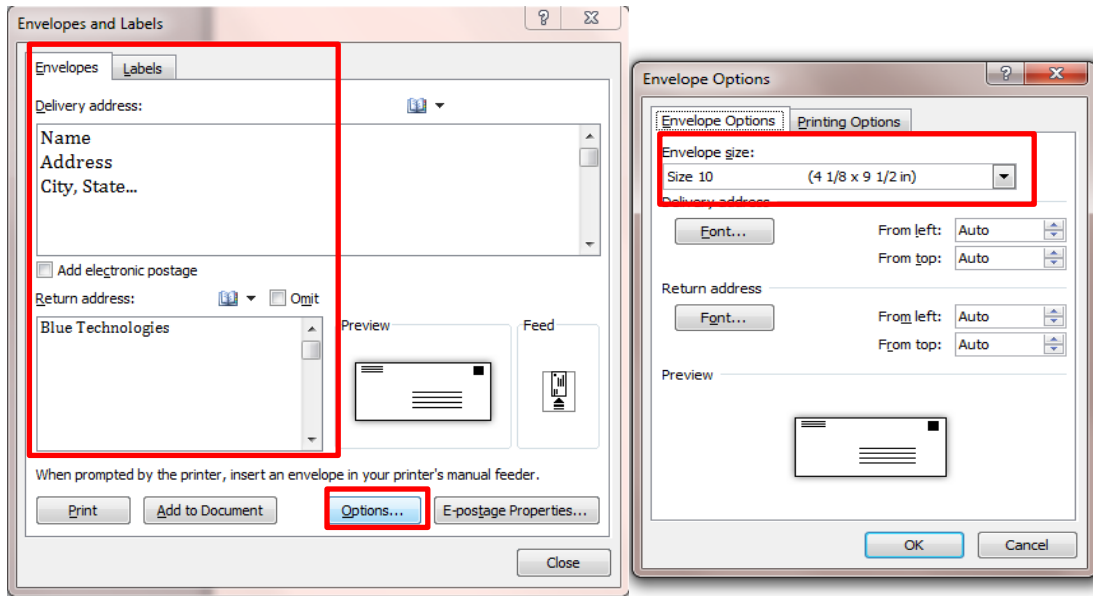 Envelopes and Labels
Envelopes Labels
Delivery address:
Name
Address
City, State...
Add electronic postage
Return address: Omit
Blue Technologies
Preview
Feed
When prompted by the printer, insert an envelope in your printer's manual feeder.
Print Add to Document Options... E-postage Properties...
Close
Envelope Options
Envelope Options Printing Options
Envelope size:
Size 10 (4 1/8 x 9 1/2 in)
Delivery address
Font... From left: Auto
From top: Auto
Return address
Font... From left: Auto
From top: Auto
Preview
OK Cancel